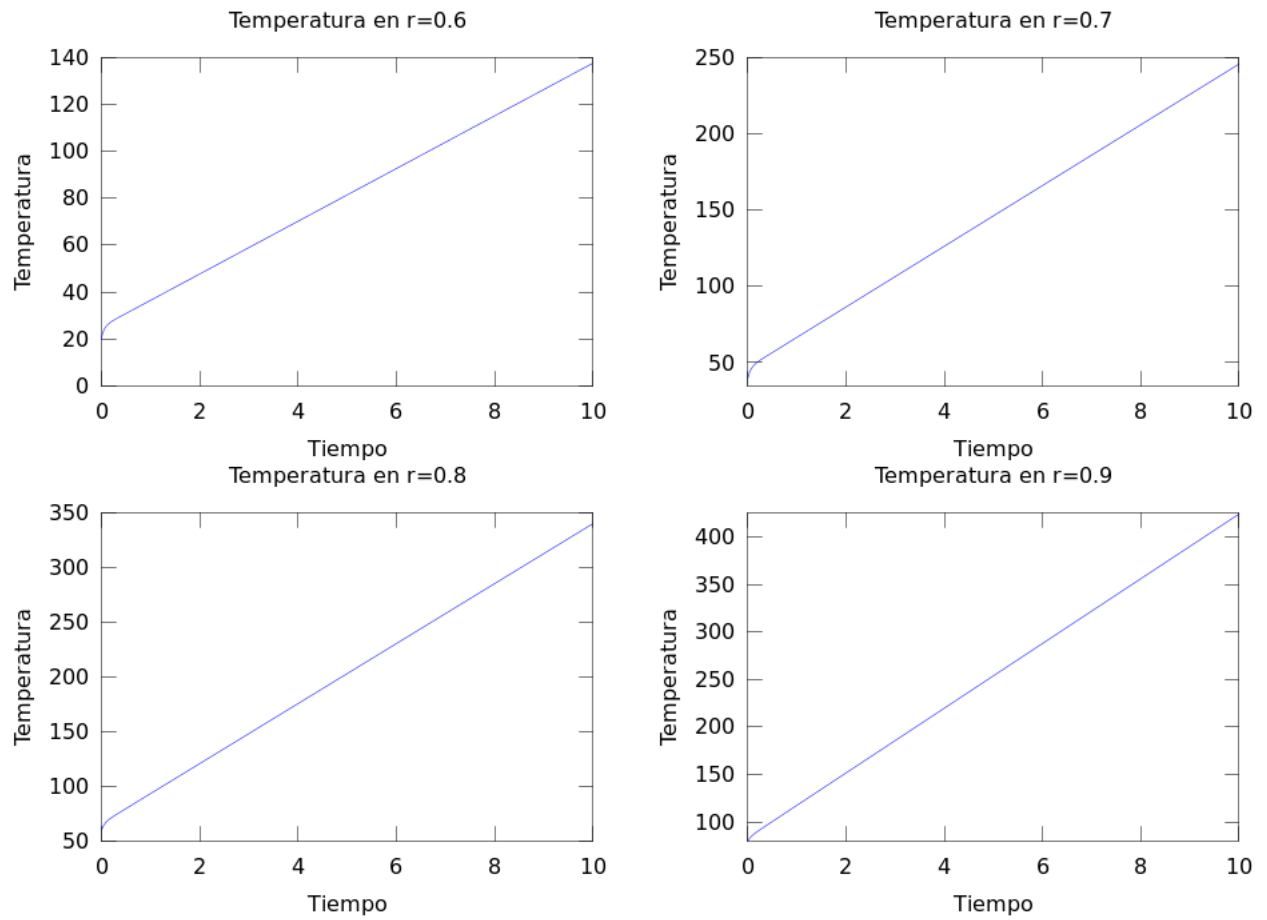 Temperatura en r=0.6
140
120
100
80
60
40
20
0
Temperatura
0 2 4 6 8 10
Tiempo
Temperatura en r=0.7
250
200
150
100
50
Temperatura
0 2 4 6 8 10
Tiempo
Temperatura en r=0.8
350
300
250
200
150
100
50
Temperatura
0 2 4 6 8 10
Tiempo
Temperatura en r=0.9
400
350
300
250
200
150
100
Temperatura
0 2 4 6 8 10
Tiempo